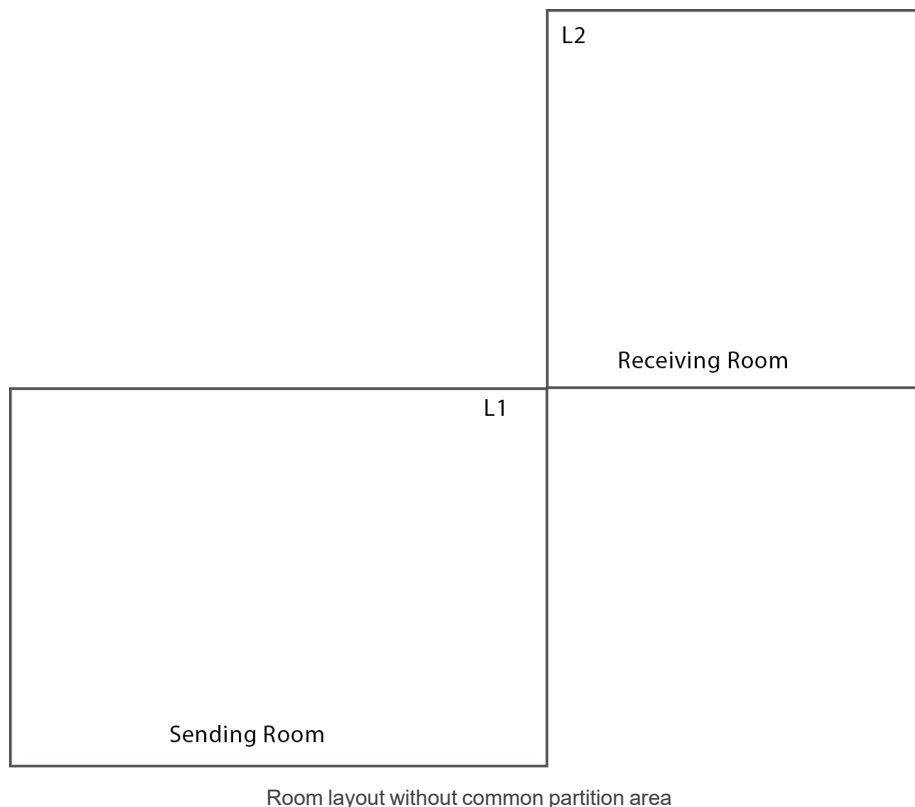 L2
Receiving Room
L1
Sending Room
Room layout without common partition area